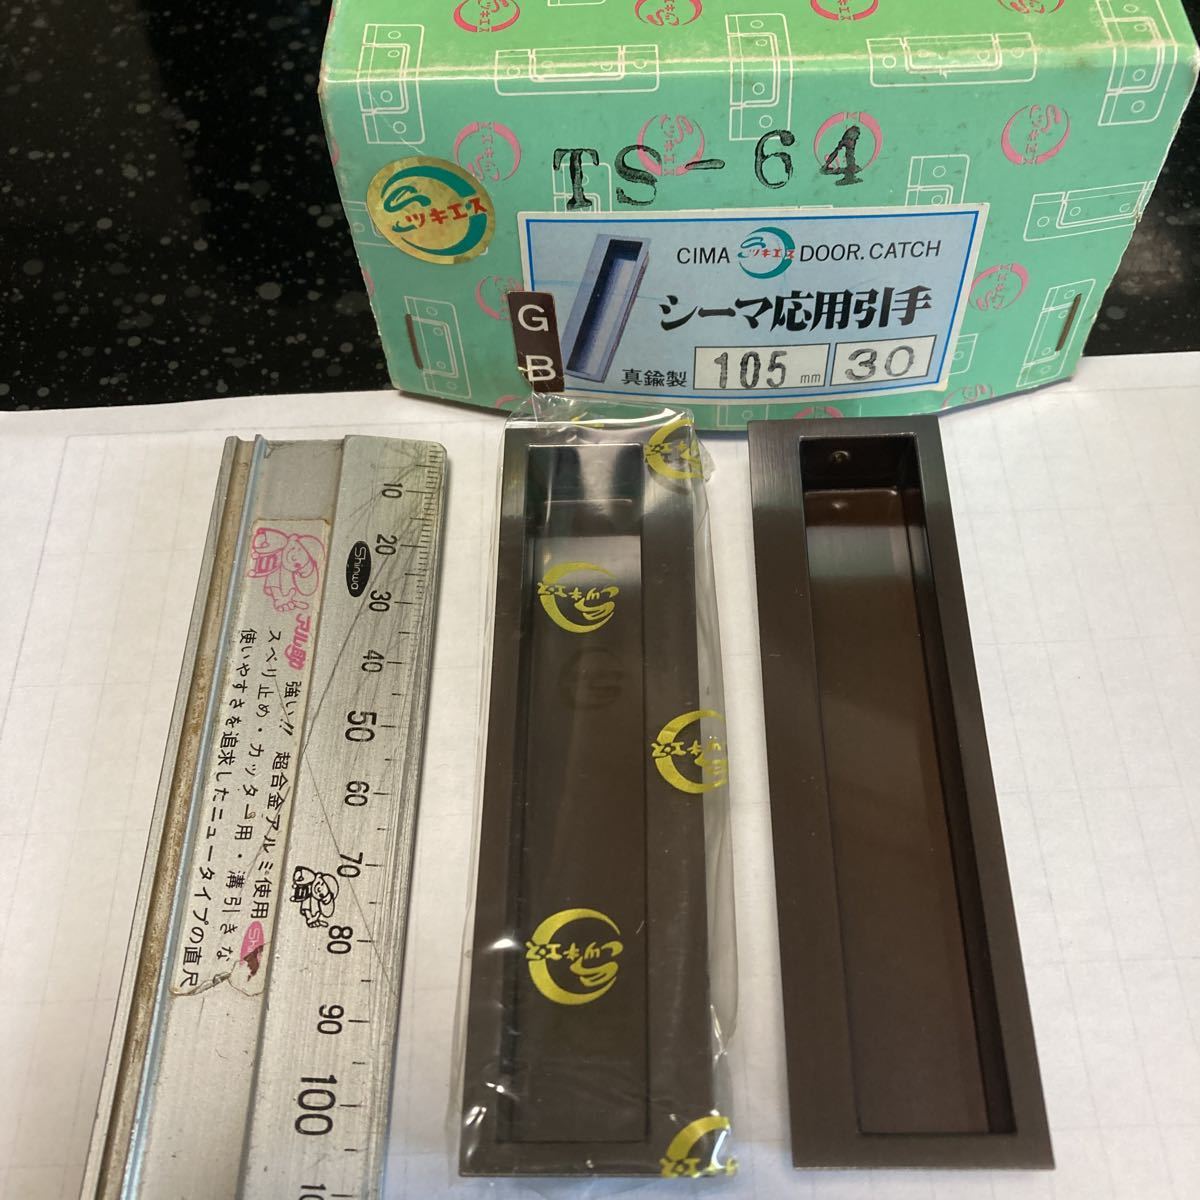 TS-64
ツキエス
CIMA ツキエス DOOR.CATCH
シーマ応用引手
真鍮製 105 mm 30
G
B
10
20
Shinwa
30
40
50
60
70
80
90
100
アル助
強い!! 超合金アルミ使用
スベリ止め・カッター用・溝引きな
使いやすさを追求したニュータイプの直尺
ツキエス
ツキエス
ツキエス
ツキエス